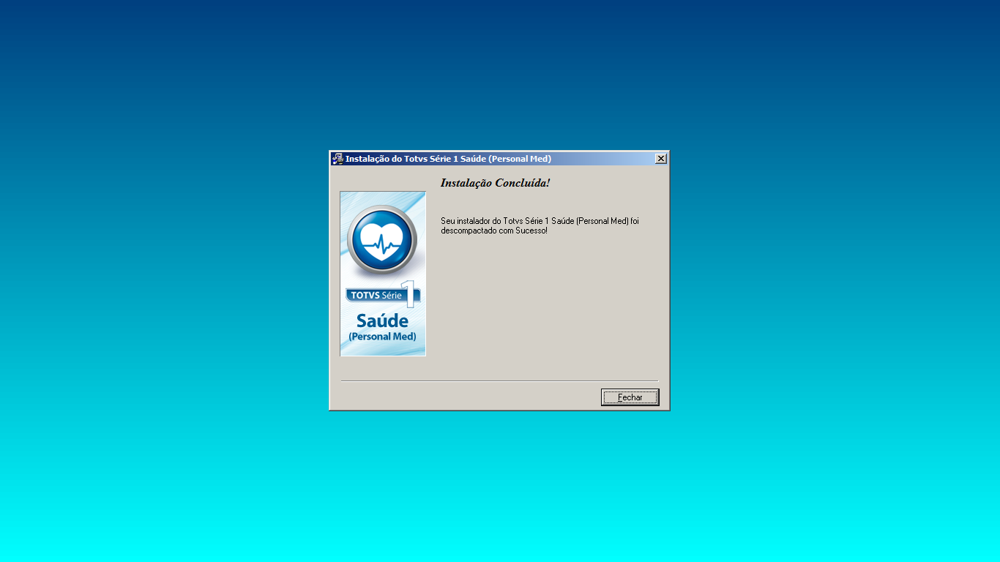 Instalação do Totvs Série 1 Saúde (Personal Med)
Instalação Concluída!
Seu instalador do Totvs Série 1 Saúde (Personal Med) foi
descompactado com Sucesso!
TOTVS Série 1
Saúde
(Personal Med)
Fechar